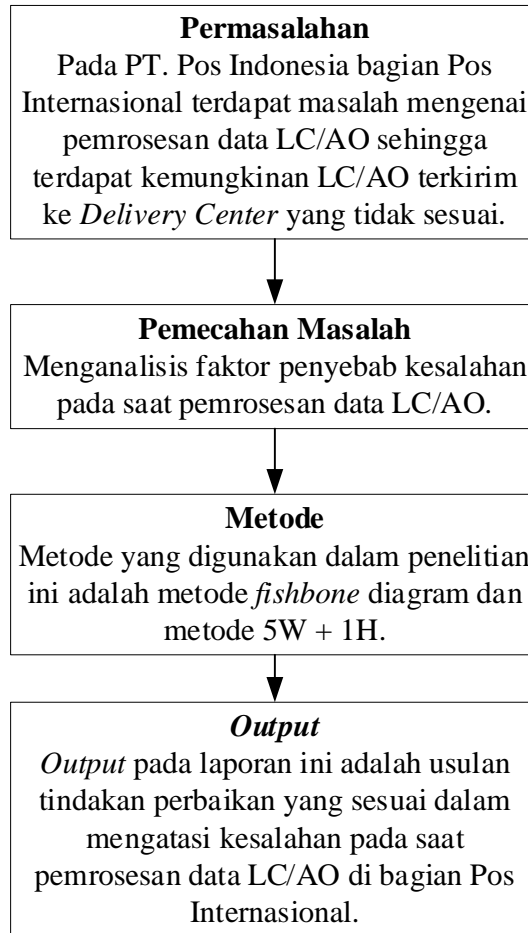 Permasalahan
Pada PT. Pos Indonesia bagian Pos
Internasional terdapat masalah mengenai
pemrosesan data LC/AO sehingga
terdapat kemungkinan LC/AO terkirim
ke Delivery Center yang tidak sesuai.
Pemecahan Masalah
Menganalisis faktor penyebab kesalahan
pada saat pemrosesan data LC/AO.
Metode
Metode yang digunakan dalam penelitian
ini adalah metode fishbone diagram dan
metode 5W + 1H.
Output
Output pada laporan ini adalah usulan
tindakan perbaikan yang sesuai dalam
mengatasi kesalahan pada saat
pemrosesan data LC/AO di bagian Pos
Internasional.